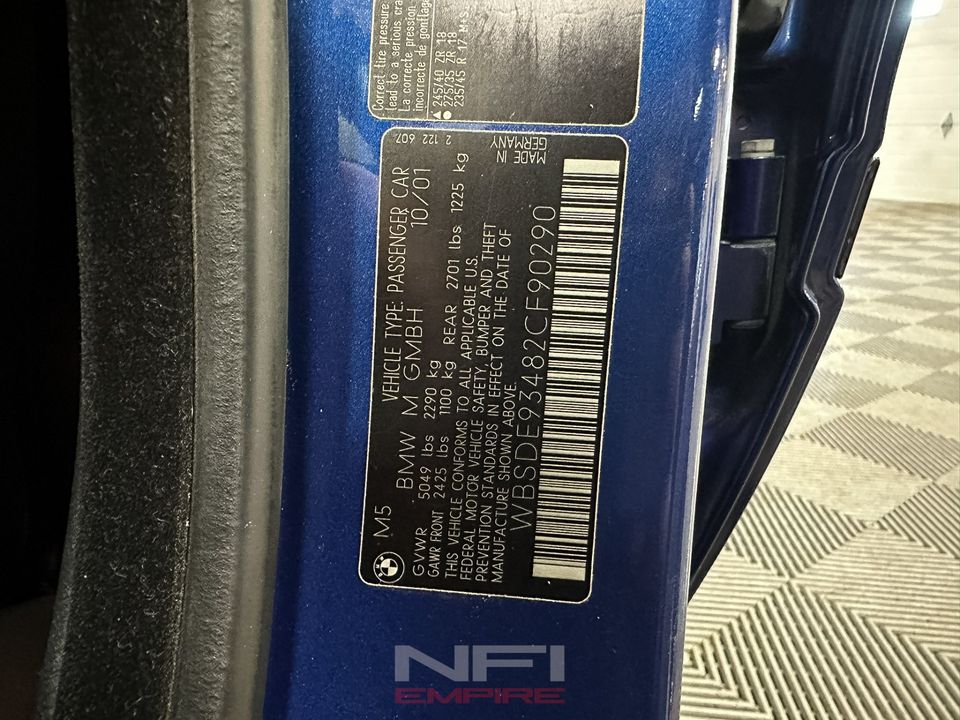 Correct tire pressure
lead to a serious cra
La correcte pression
incorrecte de gonflag
▲ 245/40 ZR 18
● 275/35 ZR 18
235/45 R 17 M+S
2 122 607
M5 VEHICLE TYPE: PASSENGER CAR
BMW M GMBH 10/01
GVWR 5049 lbs 2290 kg
GAWR FRONT 2425 lbs 1100 kg REAR 2701 lbs 1225 kg
THIS VEHICLE CONFORMS TO ALL APPLICABLE U.S.
FEDERAL MOTOR VEHICLE SAFETY, BUMPER AND THEFT
PREVENTION STANDARDS IN EFFECT ON THE DATE OF
MANUFACTURE SHOWN ABOVE.
MADE IN
GERMANY
WBSDE93482CF90290
BMW
NFI
EMPIRE